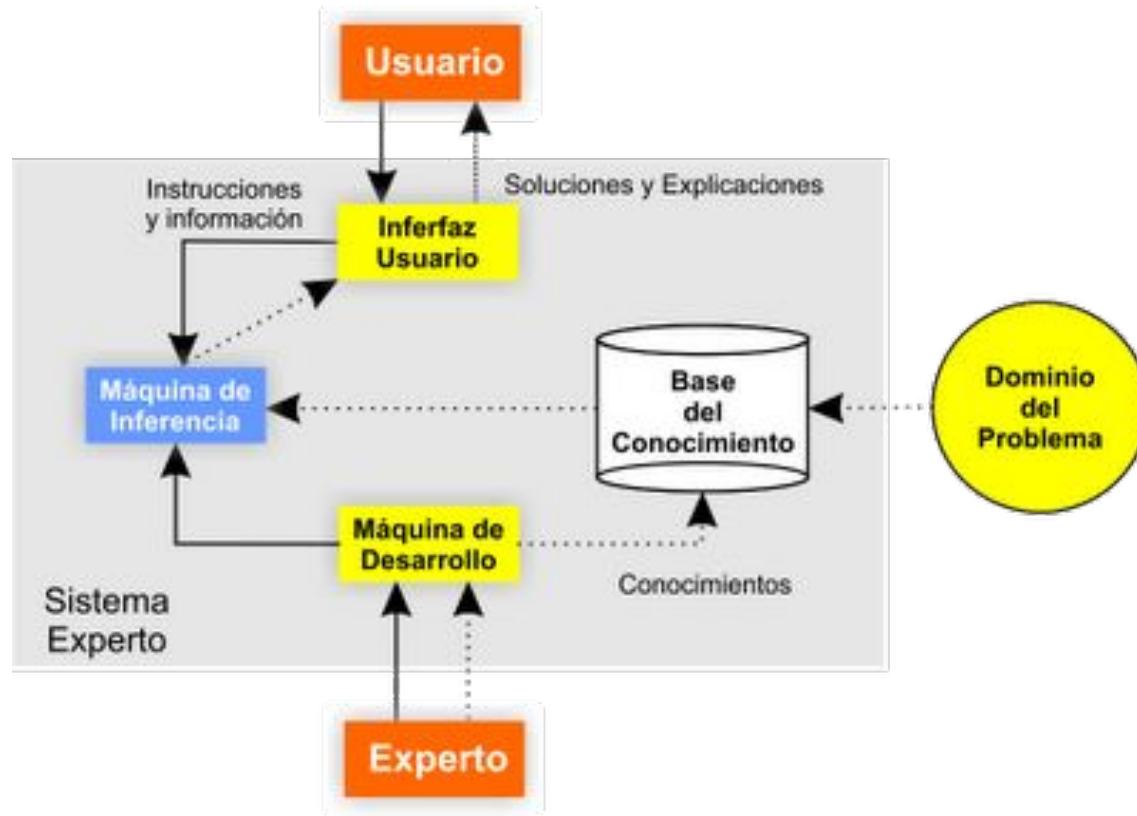 Usuario
Instrucciones
y información
Soluciones y Explicaciones
Inferfaz
Usuario
Máquina de
Inferencia
Base
del
Conocimiento
Dominio
del
Problema
Máquina de
Desarrollo
Conocimientos
Sistema
Experto
Experto